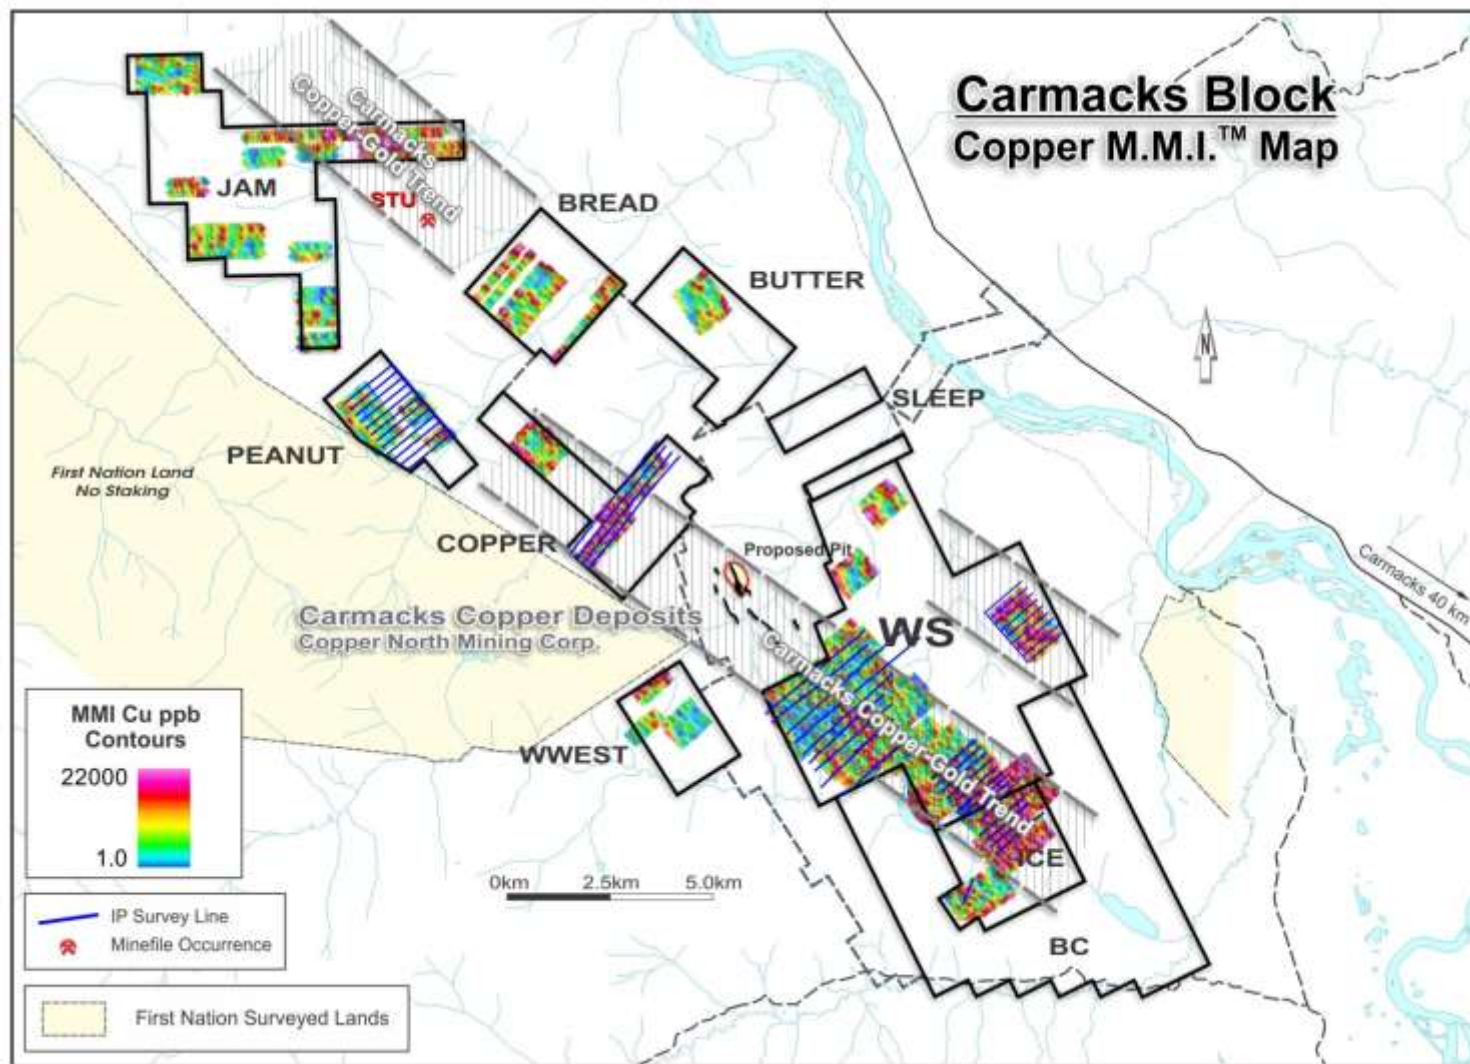 Carmacks Block
Copper M.M.I.™ Map
Carmacks
Copper-Gold Trend
JAM
STU
BREAD
BUTTER
N
SLEEP
PEANUT
First Nation Land
No Staking
COPPER
Proposed Pit
Carmacks 40 km
Carmacks Copper Deposits
Copper North Mining Corp.
WS
Carmacks Copper-Gold Trend
WWEST
MMI Cu ppb
Contours
22000
1.0
ICE
0km 2.5km 5.0km
IP Survey Line
Minefile Occurrence
BC
First Nation Surveyed Lands